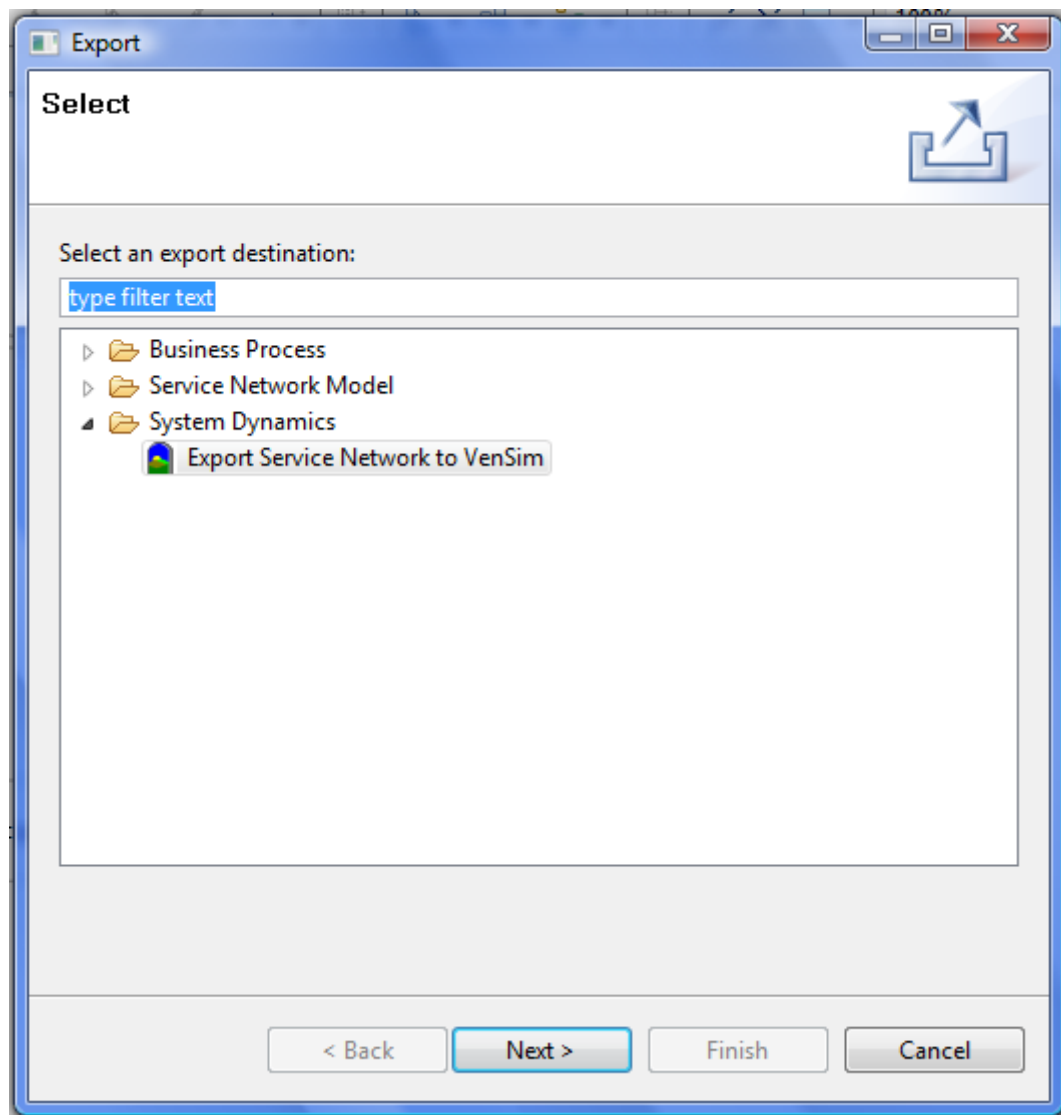 Export
Select
Select an export destination:
type filter text
Business Process
Service Network Model
System Dynamics
Export Service Network to VenSim
< Back Next > Finish Cancel